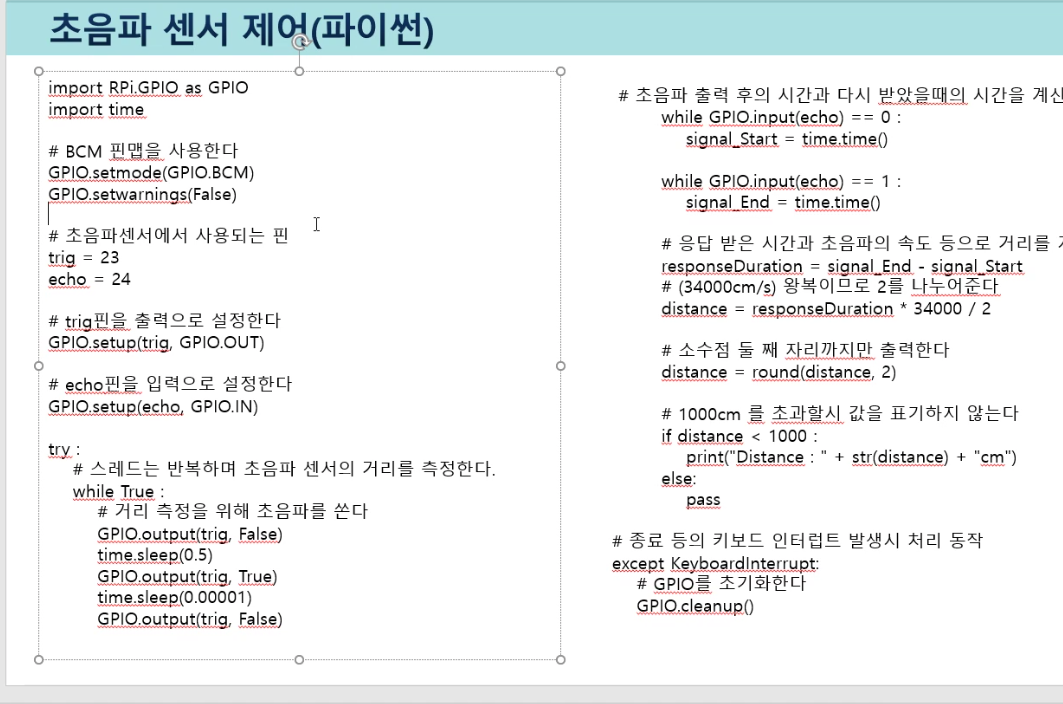 초음파 센서 제어(파이썬)
import RPi.GPIO as GPIO
import time
# BCM 핀맵을 사용한다
GPIO.setmode(GPIO.BCM)
GPIO.setwarnings(False)
# 초음파센서에서 사용되는 핀
trig = 23
echo = 24
# trig핀을 출력으로 설정한다
GPIO.setup(trig, GPIO.OUT)
# echo핀을 입력으로 설정한다
GPIO.setup(echo, GPIO.IN)
try :
# 스레드는 반복하며 초음파 센서의 거리를 측정한다.
while True :
# 거리 측정을 위해 초음파를 쏜다
GPIO.output(trig, False)
time.sleep(0.5)
GPIO.output(trig, True)
time.sleep(0.00001)
GPIO.output(trig, False)
# 초음파 출력 후의 시간과 다시 받았을때의 시간을 계산
while GPIO.input(echo) == 0 :
signal_Start = time.time()
while GPIO.input(echo) == 1 :
signal_End = time.time()
# 응답 받은 시간과 초음파의 속도 등으로 거리를
responseDuration = signal_End - signal_Start
# (34000cm/s) 왕복이므로 2를 나누어준다
distance = responseDuration * 34000 / 2
# 소수점 둘 째 자리까지만 출력한다
distance = round(distance, 2)
# 1000cm 를 초과할시 값을 표기하지 않는다
if distance < 1000 :
print("Distance : " + str(distance) + "cm")
else:
pass
# 종료 등의 키보드 인터럽트 발생시 처리 동작
except KeyboardInterrupt:
# GPIO를 초기화한다
GPIO.cleanup()